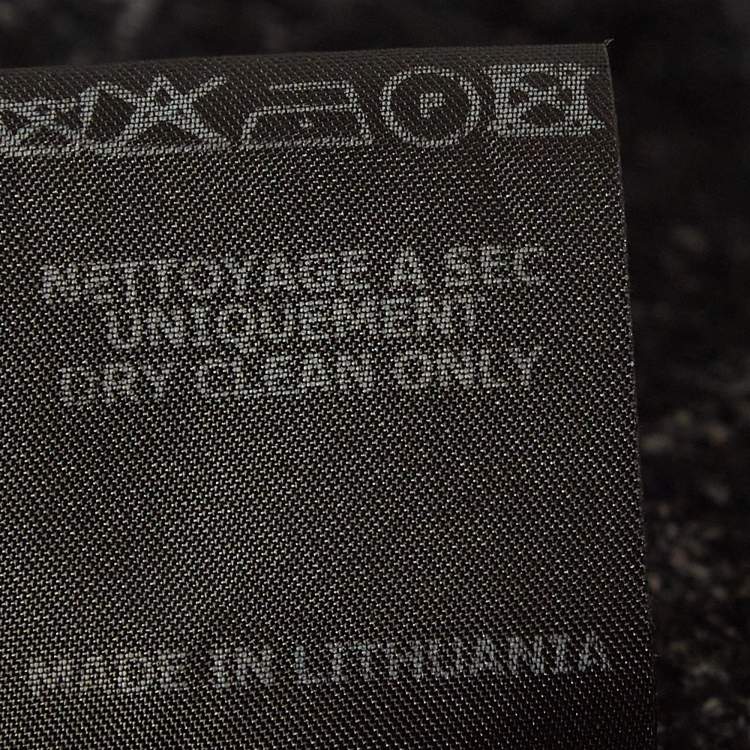 P
NETTOYAGE A SEC
UNIQUEMENT
DRY CLEAN ONLY
MADE IN LITHUANIA